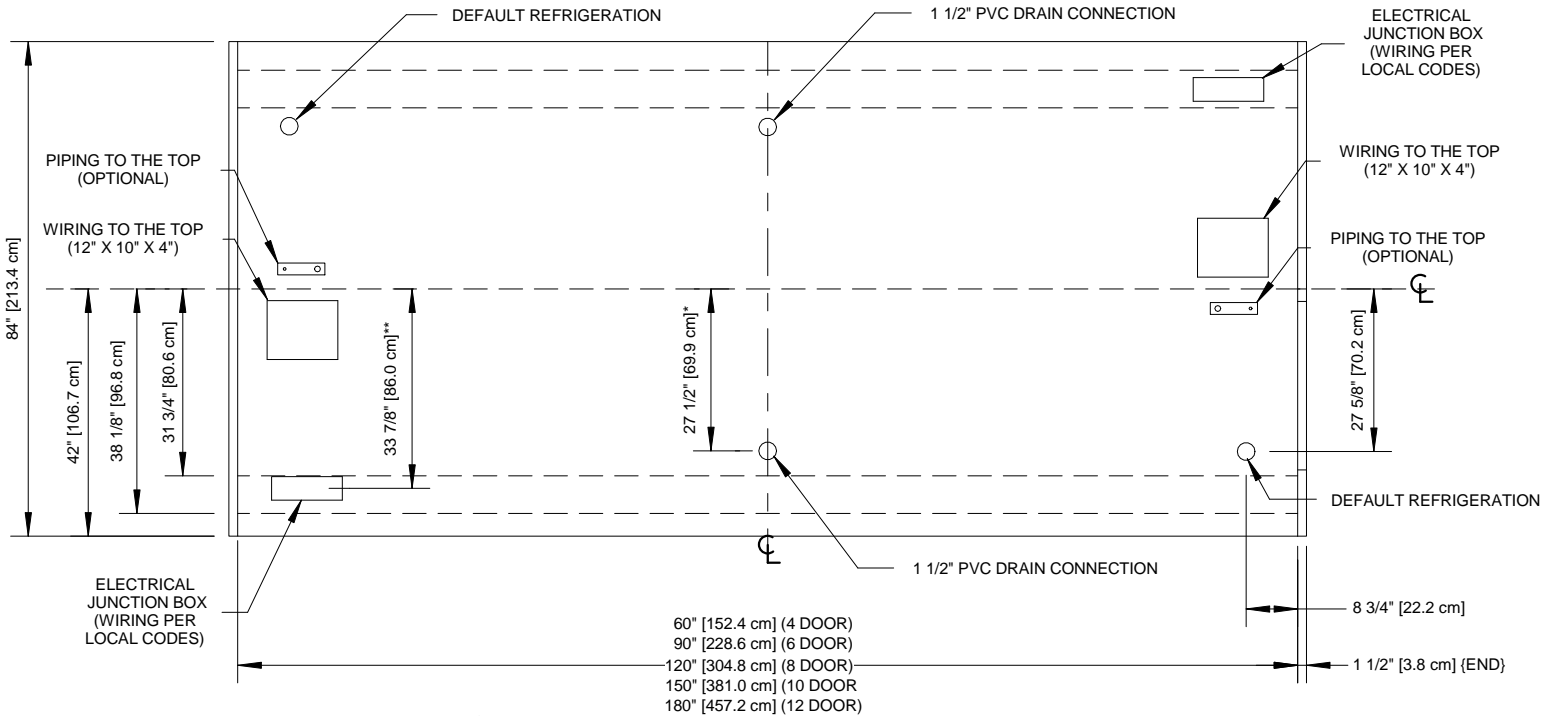 DEFAULT REFRIGERATION
1 1/2" PVC DRAIN CONNECTION
ELECTRICAL
JUNCTION BOX
(WIRING PER
LOCAL CODES)
PIPING TO THE TOP
(OPTIONAL)
WIRING TO THE TOP
(12" X 10" X 4")
WIRING TO THE TOP
(12" X 10" X 4")
PIPING TO THE TOP
(OPTIONAL)
84" [213.4 cm]
42" [106.7 cm]
38 1/8" [96.8 cm]
31 3/4" [80.6 cm]
33 7/8" [86.0 cm]**
27 1/2" [69.9 cm]*
27 5/8" [70.2 cm]
CL
DEFAULT REFRIGERATION
CL
1 1/2" PVC DRAIN CONNECTION
ELECTRICAL
JUNCTION BOX
(WIRING PER
LOCAL CODES)
8 3/4" [22.2 cm]
60" [152.4 cm] (4 DOOR)
90" [228.6 cm] (6 DOOR)
120" [304.8 cm] (8 DOOR)
150" [381.0 cm] (10 DOOR
180" [457.2 cm] (12 DOOR)
1 1/2" [3.8 cm] {END}